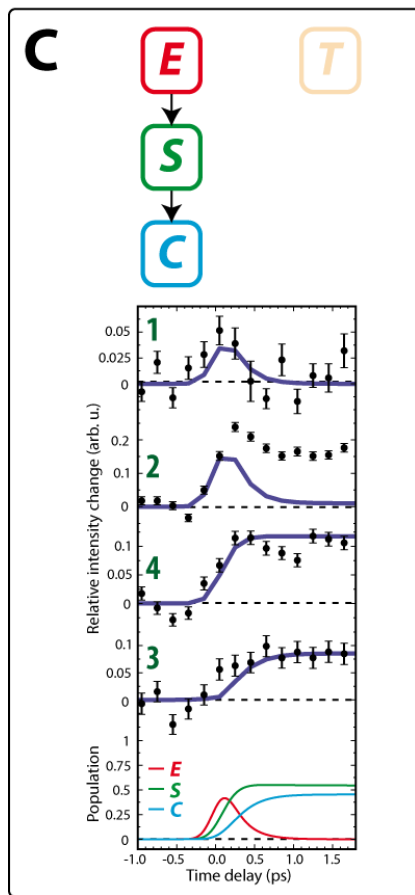 C
E T
S
C
Relative intensity change (arb. u.)
1
0.05
0.025
0
2
0.2
0.1
0
4
0.1
0.05
0
3
0.1
0.05
0
Population
1
0.75
0.5
0.25
0
E
S
C
-1.0 -0.5 0.0 0.5 1.0 1.5
Time delay (ps)